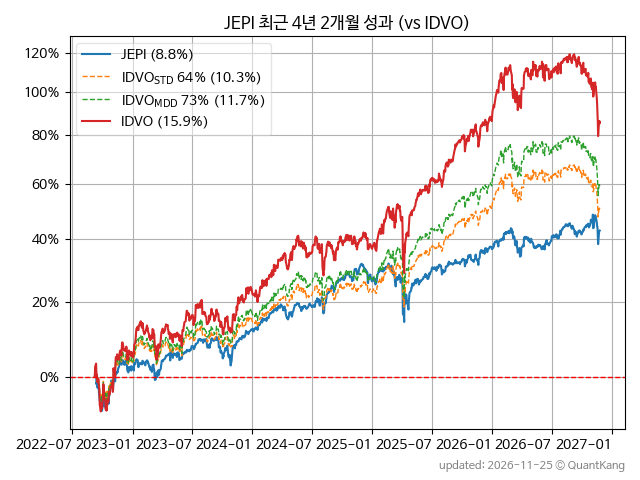 JEPI 최근 4년 2개월 성과 (vs IDVO)
JEPI (8.8%)
IDVO_STD 64% (10.3%)
IDVO_MDD 73% (11.7%)
IDVO (15.9%)
120%
100%
80%
60%
40%
20%
0%
2022-07 2023-01 2023-07 2024-01 2024-07 2025-01 2025-07 2026-01 2026-07 2027-01
updated: 2026-11-25 © QuantKang